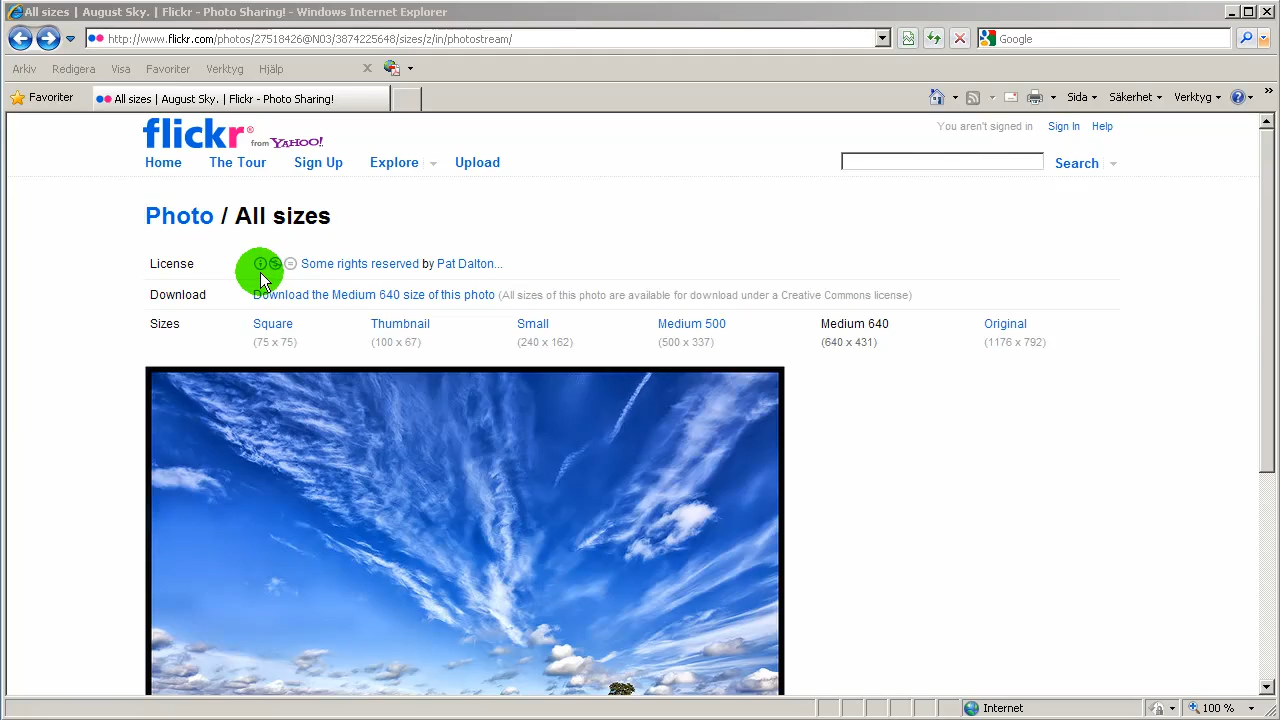 All sizes | August Sky. | Flickr - Photo Sharing! - Windows Internet Explorer
http://www.flickr.com/photos/27518426@N03/3874225648/sizes/z/in/photostream/
Google
Arkiv Redigera Visa Favoriter Verktyg Hjälp
Favoriter
All sizes | August Sky. | Flickr - Photo Sharing!
Sida Säkerhet Verktyg
flickr from YAHOO!
You aren't signed in Sign In Help
Home The Tour Sign Up Explore Upload
Search
Photo / All sizes
License Some rights reserved by Pat Dalton...
Download Download the Medium 640 size of this photo (All sizes of this photo are available for download under a Creative Commons license)
Sizes Square Thumbnail Small Medium 500 Medium 640 Original
(75 x 75) (100 x 67) (240 x 162) (500 x 337) (640 x 431) (1176 x 792)
Internet
100 %